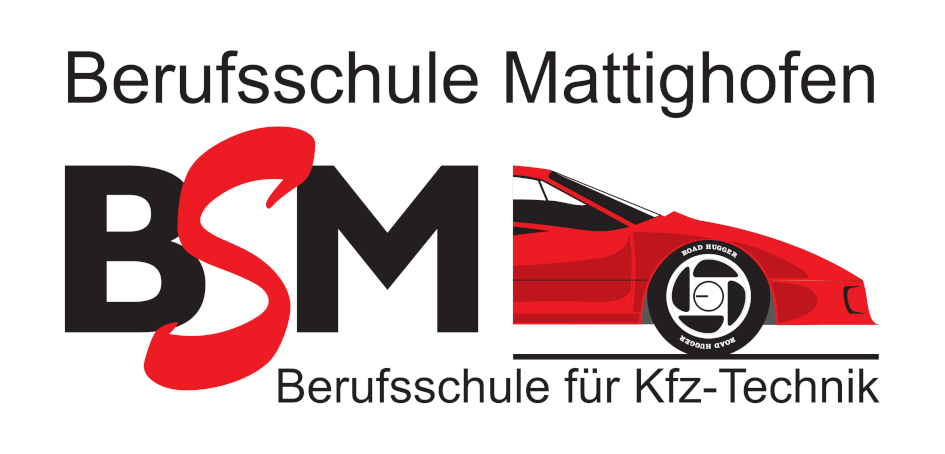 Berufsschule Mattighofen
BSM
ROAD HUGGER
ROAD HUGGER
Berufsschule für Kfz-Technik